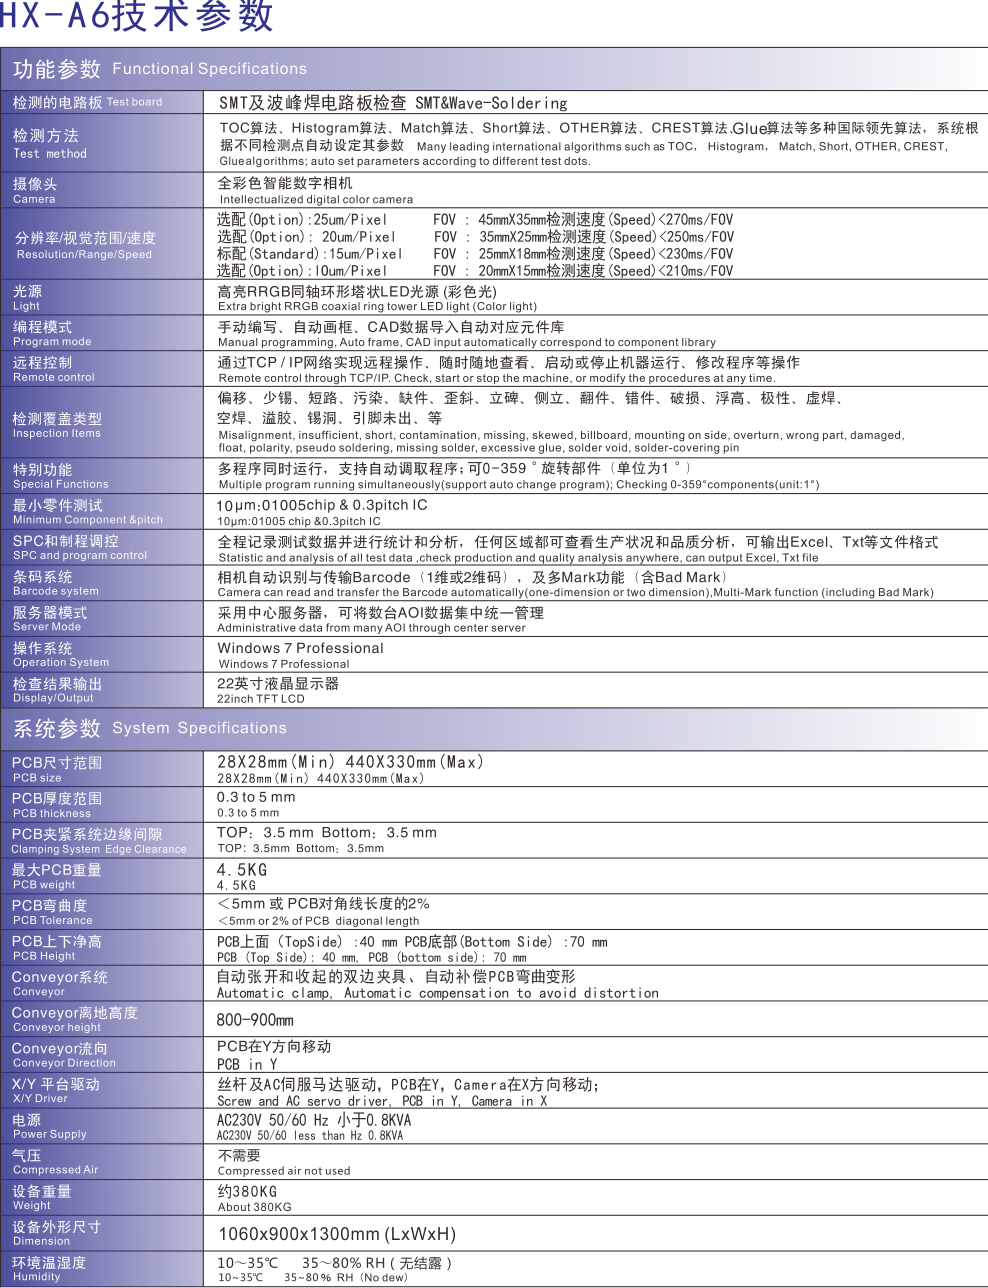 HX-A6技术参数
功能参数 Functional Specifications
检测的电路板 Test board
SMT及波峰焊电路板检查 SMT&Wave-Soldering
检测方法
Test method
TOC算法、Histogram算法、Match算法、Short算法、OTHER算法、CREST算法、Glue算法等多种国际领先算法，系统根
据不同检测点自动设定其参数 Many leading international algorithms such as TOC, Histogram, Match, Short, OTHER, CREST,
Gluealgorithms; auto set parameters according to different test dots.
摄像头
Camera
全彩色智能数字相机
Intellectualized digital color camera
分辨率/视觉范围/速度
Resolution/Range/Speed
选配(Option):25um/Pixel FOV : 45mmX35mm检测速度(Speed)<270ms/FOV
选配(Option): 20um/Pixel FOV : 35mmX25mm检测速度(Speed)<250ms/FOV
标配(Standard):15um/Pixel FOV : 25mmX18mm检测速度(Speed)<230ms/FOV
选配(Option):lOum/Pixel FOV : 20mmX15mm检测速度(Speed)<210ms/FOV
光源
Light
高亮RRGB同轴环形塔状LED光源 (彩色光)
Extra bright RRGB coaxial ring tower LED light (Color light)
编程模式
Program mode
手动编写、自动画框、CAD数据导入自动对应元件库
Manual programming, Auto frame, CAD input automatically correspond to component library
远程控制
Remote control
通过TCP / IP网络实现远程操作、随时随地查看、启动或停止机器运行、修改程序等操作
Remote control through TCP/IP. Check, start or stop the machine, or modify the procedures at any time.
检测覆盖类型
Inspection Items
偏移、少锡、短路、污染、缺件、歪斜、立碑、侧立、翻件、错件、破损、浮高、极性、虚焊、
空焊、溢胶、锡洞、引脚未出、等
Misalignment, insufficient, short, contamination, missing, skewed, billboard, mounting on side, overturn, wrong part, damaged,
float, polarity, pseudo soldering, missing solder, excessive glue, solder void, solder-covering pin
特别功能
Special Functions
多程序同时运行，支持自动调取程序；可0-359 ° 旋转部件（单位为1 ° ）
Multiple program running simultaneously(support auto change program); Checking 0-359°components(unit:1°)
最小零件测试
Minimum Component &pitch
10μm:01005chip & 0.3pitch IC
10μm:01005 chip &0.3pitch IC
SPC和制程调控
SPC and program control
全程记录测试数据并进行统计和分析，任何区域都可查看生产状况和品质分析，可输出Excel、Txt等文件格式
Statistic and analysis of all test data ,check production and quality analysis anywhere, can output Excel, Txt file
条码系统
Barcode system
相机自动识别与传输Barcode（1维或2维码），及多Mark功能（含Bad Mark）
Camera can read and transfer the Barcode automatically(one-dimension or two dimension),Multi-Mark function (including Bad Mark)
服务器模式
Server Mode
采用中心服务器，可将数台AOI数据集中统一管理
Administrative data from many AOI through center server
操作系统
Operation System
Windows 7 Professional
Windows 7 Professional
检查结果输出
Display/Output
22英寸液晶显示器
22inch TFT LCD
系统参数 System Specifications
PCB尺寸范围
PCB size
28X28mm(Min) 440X330mm(Max)
28X28mm(Min) 440X330mm(Max)
PCB厚度范围
PCB thickness
0.3 to 5 mm
0.3 to 5 mm
PCB夹紧系统边缘间隙
Clamping System Edge Clearance
TOP：3.5 mm Bottom：3.5 mm
TOP: 3.5mm Bottom：3.5mm
最大PCB重量
PCB weight
4.5KG
4.5KG
PCB弯曲度
PCB Tolerance
＜5mm 或 PCB对角线长度的2%
＜5mm or 2% of PCB diagonal length
PCB上下净高
PCB Height
PCB上面 (TopSide) :40 mm PCB底部(Bottom Side) :70 mm
PCB (Top Side): 40 mm, PCB (bottom side): 70 mm
Conveyor系统
Conveyor
自动张开和收起的双边夹具、自动补偿PCB弯曲变形
Automatic clamp, Automatic compensation to avoid distortion
Conveyor离地高度
Conveyor height
800-900mm
Conveyor流向
Conveyor Direction
PCB在Y方向移动
PCB in Y
X/Y 平台驱动
X/Y Driver
丝杆及AC伺服马达驱动, PCB在Y, Camera在X方向移动;
Screw and AC servo driver, PCB in Y, Camera in X
电源
Power Supply
AC230V 50/60 Hz 小于0.8KVA
AC230V 50/60 less than Hz 0.8KVA
气压
Compressed Air
不需要
Compressed air not used
设备重量
Weight
约380KG
About 380KG
设备外形尺寸
Dimension
1060x900x1300mm (LxWxH)
环境温湿度
Humidity
10～35℃ 35～80% RH ( 无结露 )
10~35℃ 35~80 % RH（No dew）